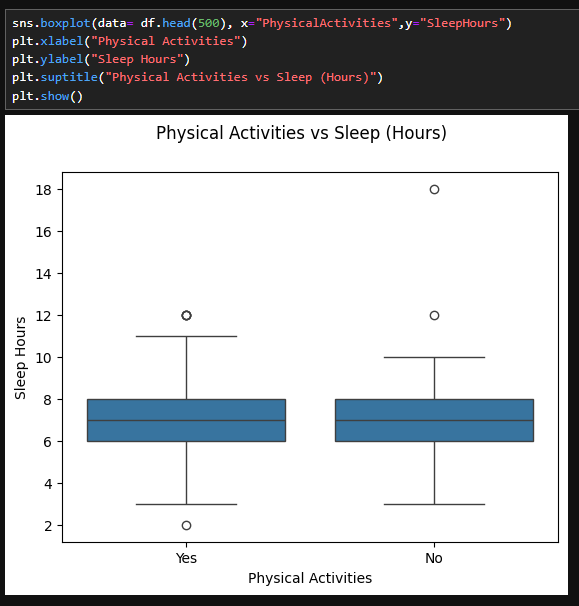 sns.boxplot(data= df.head(500), x="PhysicalActivities",y="SleepHours")
plt.xlabel("Physical Activities")
plt.ylabel("Sleep Hours")
plt.suptitle("Physical Activities vs Sleep (Hours)")
plt.show()
Physical Activities vs Sleep (Hours)
18
16
14
12
10
8
6
4
2
Sleep Hours
Yes No
Physical Activities